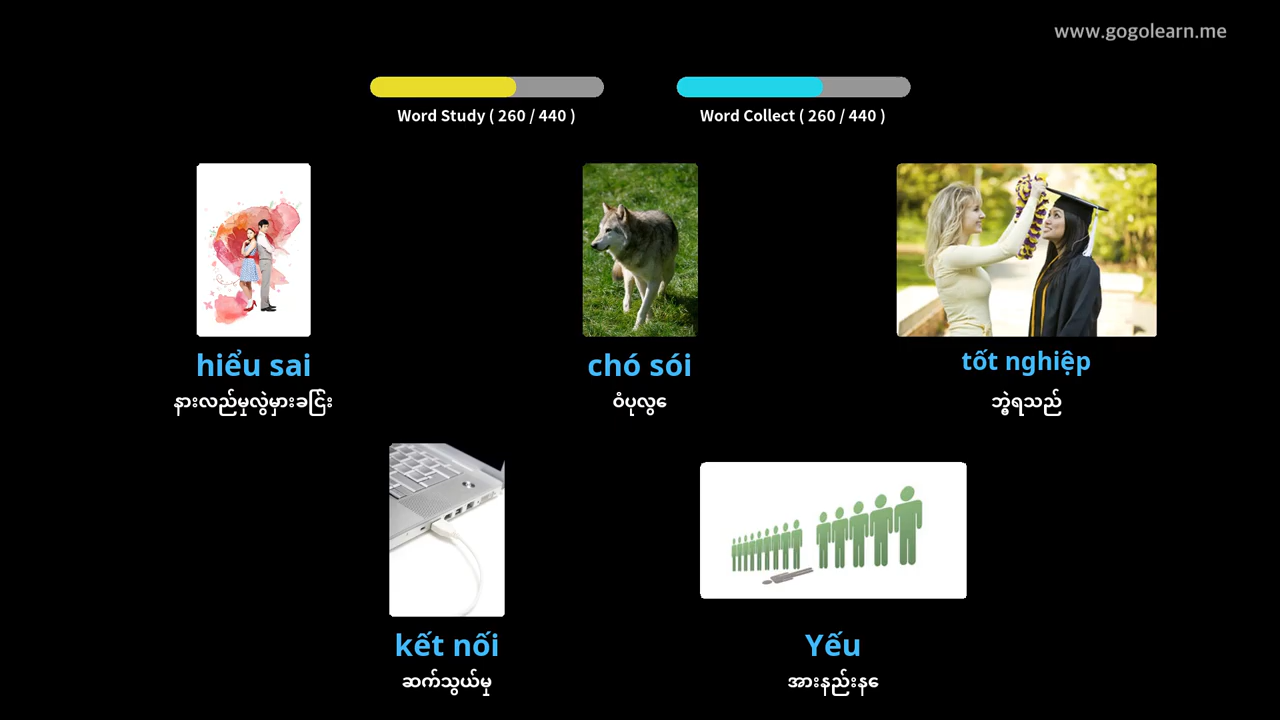 www.gogolearn.me
Word Study ( 260 / 440 )
Word Collect ( 260 / 440 )
hiểu sai
နားလည်မှုလွဲမှားခြင်း
chó sói
ဝံပုလွေ
tốt nghiệp
ဘွဲ့ရသည်
kết nối
ဆက်သွယ်မှု
Yếu
အားနည်းနေ